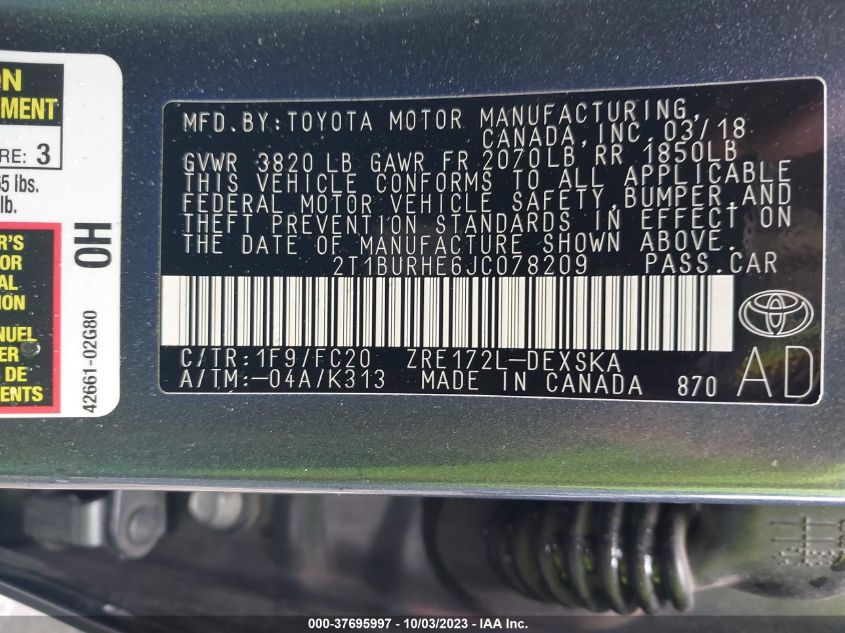 ON
MENT
RE: 3
65 lbs.
lb.
R'S
OR
AL
ION
NUEL
ER
S DE
ENTS
OH
42661-02G80
MFD.BY:TOYOTA MOTOR MANUFACTURING,
CANADA,INC. 03/18
GVWR 3820 LB GAWR FR 2070LB RR 1850LB
THIS VEHICLE CONFORMS TO ALL APPLICABLE
FEDERAL MOTOR VEHICLE SAFETY,BUMPER,AND
THEFT PREVENTION STANDARDS IN EFFECT ON
THE DATE OF MANUFACTURE SHOWN ABOVE.
2T1BURHE6JC078209 PASS.CAR
C/TR:1F9/FC20 ZRE172L-DEXSKA
A/TM:-04A/K313 MADE IN CANADA 870
AD
000-37695997 - 10/03/2023 - IAA Inc.